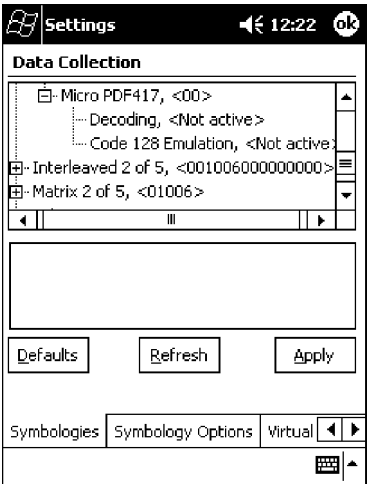 Settings 12:22 ok
Data Collection
Micro PDF417, <00>
Decoding, <Not active>
Code 128 Emulation, <Not active>
Interleaved 2 of 5, <001006000000000>
Matrix 2 of 5, <01006>
Defaults Refresh Apply
Symbologies Symbology Options Virtual